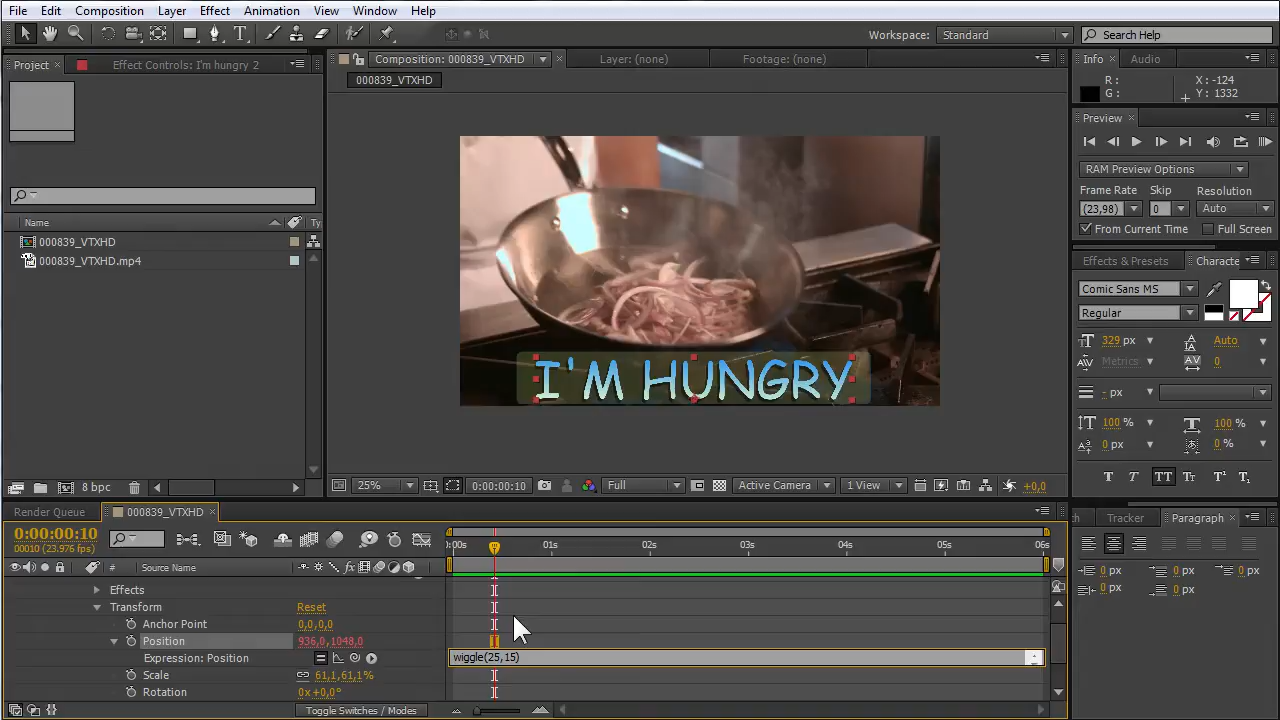 File Edit Composition Layer Effect Animation View Window Help
Workspace: Standard Search Help
Project Effect Controls: I'm hungry 2 Composition: 000839_VTXHD Layer: (none) Footage: (none) Info Audio
000839_VTXHD
R: X: -124
G: Y: 1332
Preview
RAM Preview Options
Frame Rate Skip Resolution
(23,98) 0 Auto
From Current Time Full Screen
Name Ty
000839_VTXHD
000839_VTXHD.mp4
Effects & Presets Characte
Comic Sans MS
Regular
329 px Auto
Metrics 0
- px
100 % 100 %
0 px 0 %
T T TT Tt T¹ T₁
I'M HUNGRY
8 bpc 25% 0:00:00:10 Full Active Camera 1 View +0,0
Render Queue 000839_VTXHD ch Tracker Paragraph
0:00:00:10
00010 (23.976 fps)
:00s 01s 02s 03s 04s 05s 06s
Source Name
0 px 0 px 0 px
0 px 0 px
Effects
Transform Reset
Anchor Point 0,0,0,0
Position 936,0,1048,0
Expression: Position wiggle(25,15)
Scale 61,1,61,1%
Rotation 0x+0,0°
Toggle Switches / Modes